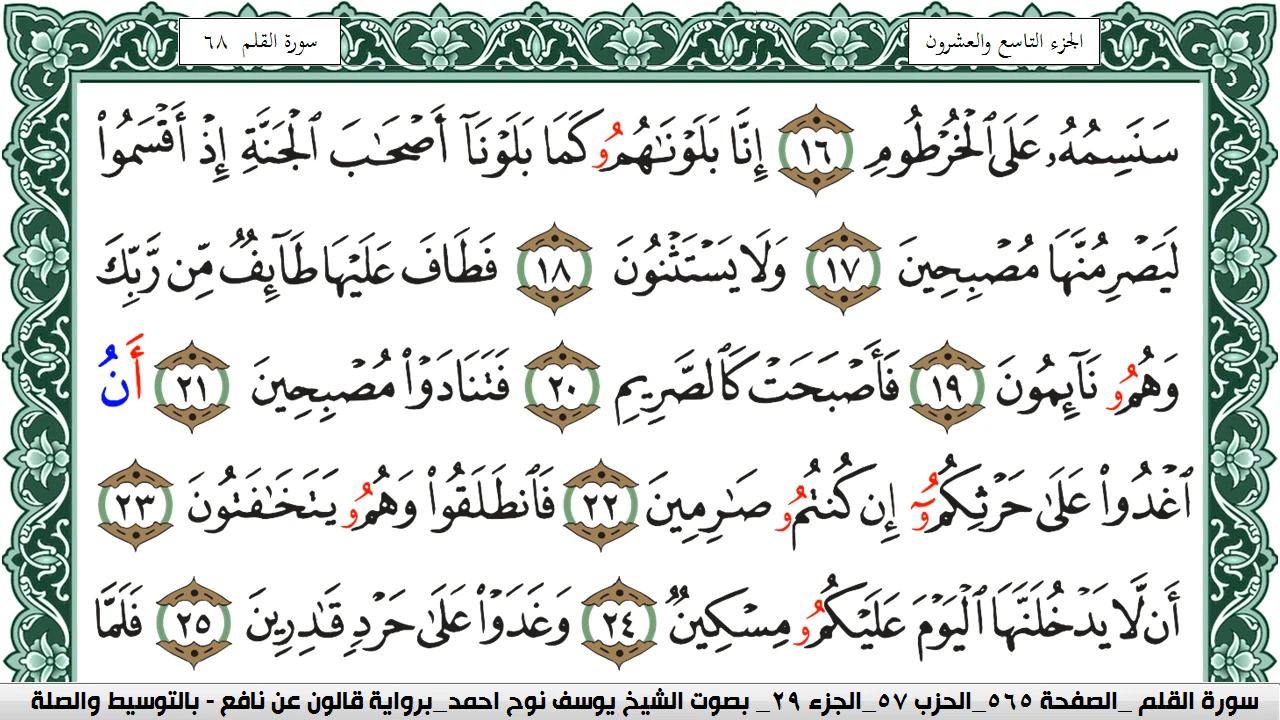 الجزء التاسع والعشرون
سورة القلم ٦٨
سَنَسِمُهُۥ عَلَى ٱلْخُرْطُومِ ١٦ إِنَّا بَلَوْنَٰهُمُۥ كَمَا بَلَوْنَآ أَصْحَٰبَ ٱلْجَنَّةِ إِذْ أَقْسَمُوا۟
لَيَصْرِمُنَّهَا مُصْبِحِينَ ١٧ وَلَا يَسْتَثْنُونَ ١٨ فَطَافَ عَلَيْهَا طَآئِفٌ مِّن رَّبِّكَ
وَهُمُۥ نَآئِمُونَ ١٩ فَأَصْبَحَتْ كَٱلصَّرِيمِ ٢٠ فَتَنَادَوْا۟ مُصْبِحِينَ ٢١ أَنُ
ٱغْدُوا۟ عَلَىٰ حَرْثِكُمُۥٓ إِن كُنتُمُۥ صَٰرِمِينَ ٢٢ فَٱنطَلَقُوا۟ وَهُمُۥ يَتَخَٰفَتُونَ ٢٣
أَن لَّا يَدْخُلَنَّهَا ٱلْيَوْمَ عَلَيْكُمُۥ مِسْكِينٌ ٢٤ وَغَدَوْا۟ عَلَىٰ حَرْدٍ قَٰدِرِينَ ٢٥ فَلَمَّا
سورة القلم _الصفحة ٥٦٥_الحزب ٥٧_الجزء ٢٩_ بصوت الشيخ يوسف نوح احمد_برواية قالون عن نافع - بالتوسيط والصلة